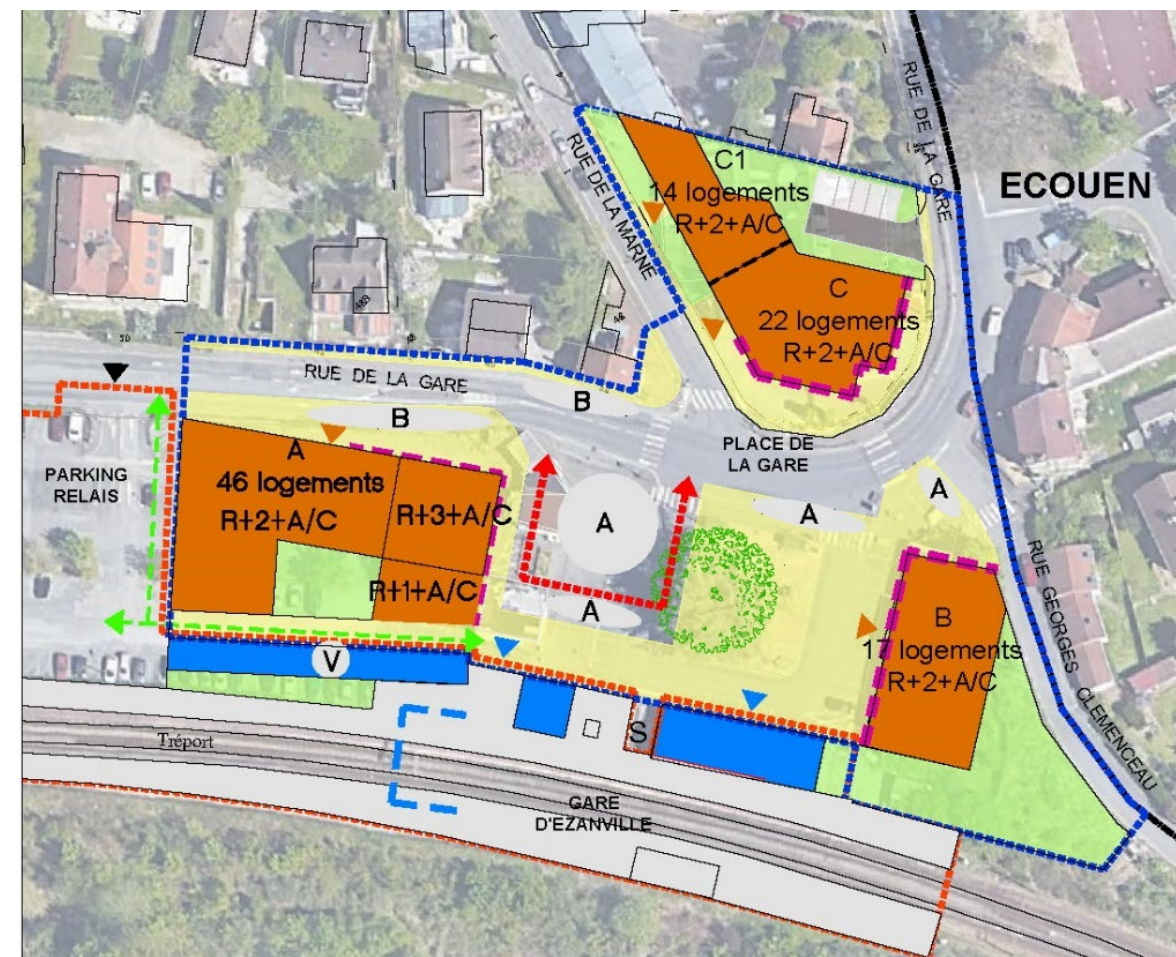 RUE DE LA GARE
ECOUEN
C1
14 logements
R+2+A/C
RUE DE LA MARNE
C
22 logements
R+2+A/C
48B
48
RUE DE LA GARE
B
B
PLACE DE
LA GARE
PARKING
RELAIS
A
46 logements
R+2+A/C
R+3+A/C
R+1+A/C
A
A
A
A
B
17 logements
R+2+A/C
RUE GEORGES CLEMENCEAU
V
S
Tréport
GARE
D'EZANVILLE